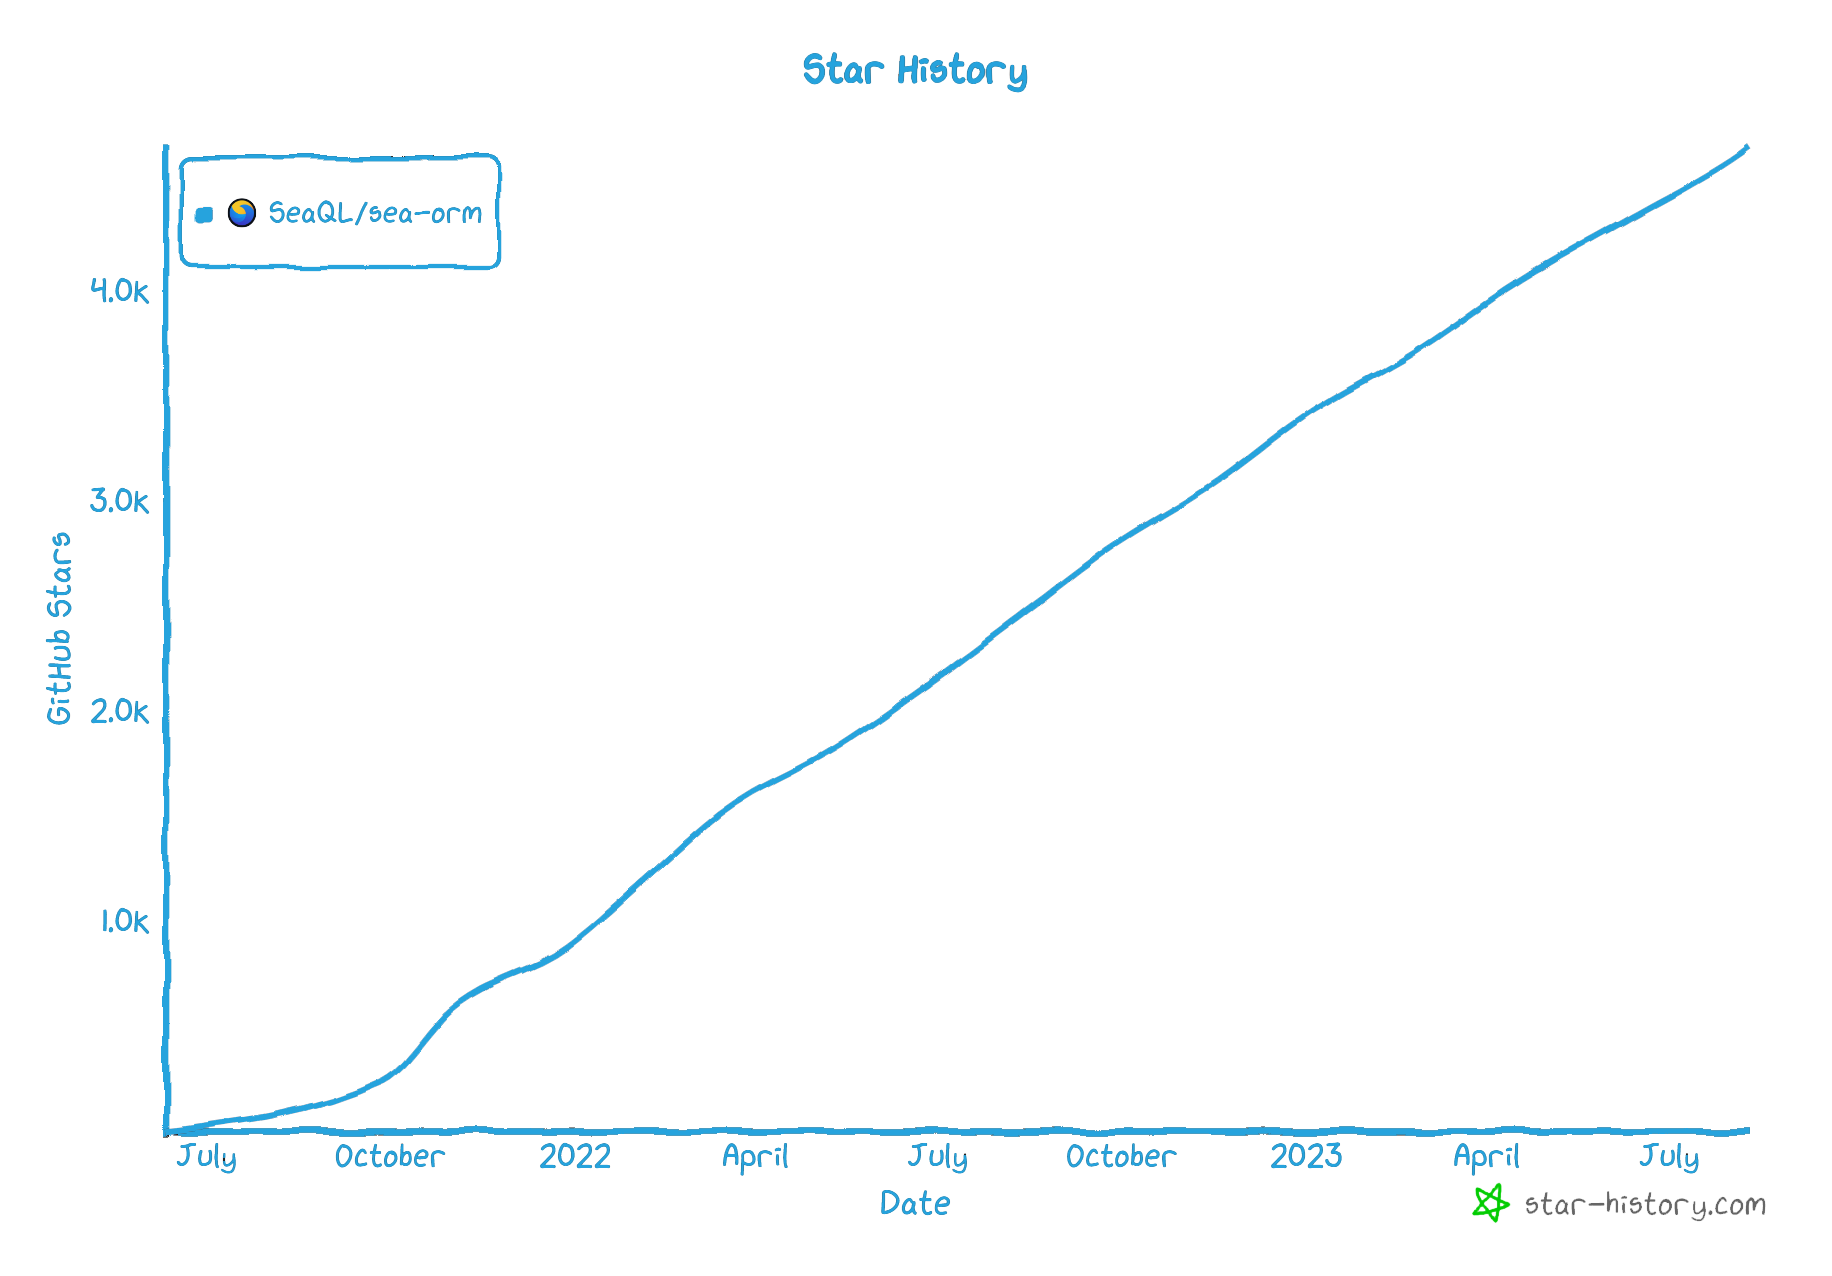 Star History
SeaQL/sea-orm
4.0K
3.0K
2.0K
1.0K
GitHub Stars
July October 2022 April July October 2023 April July
Date
star-history.com